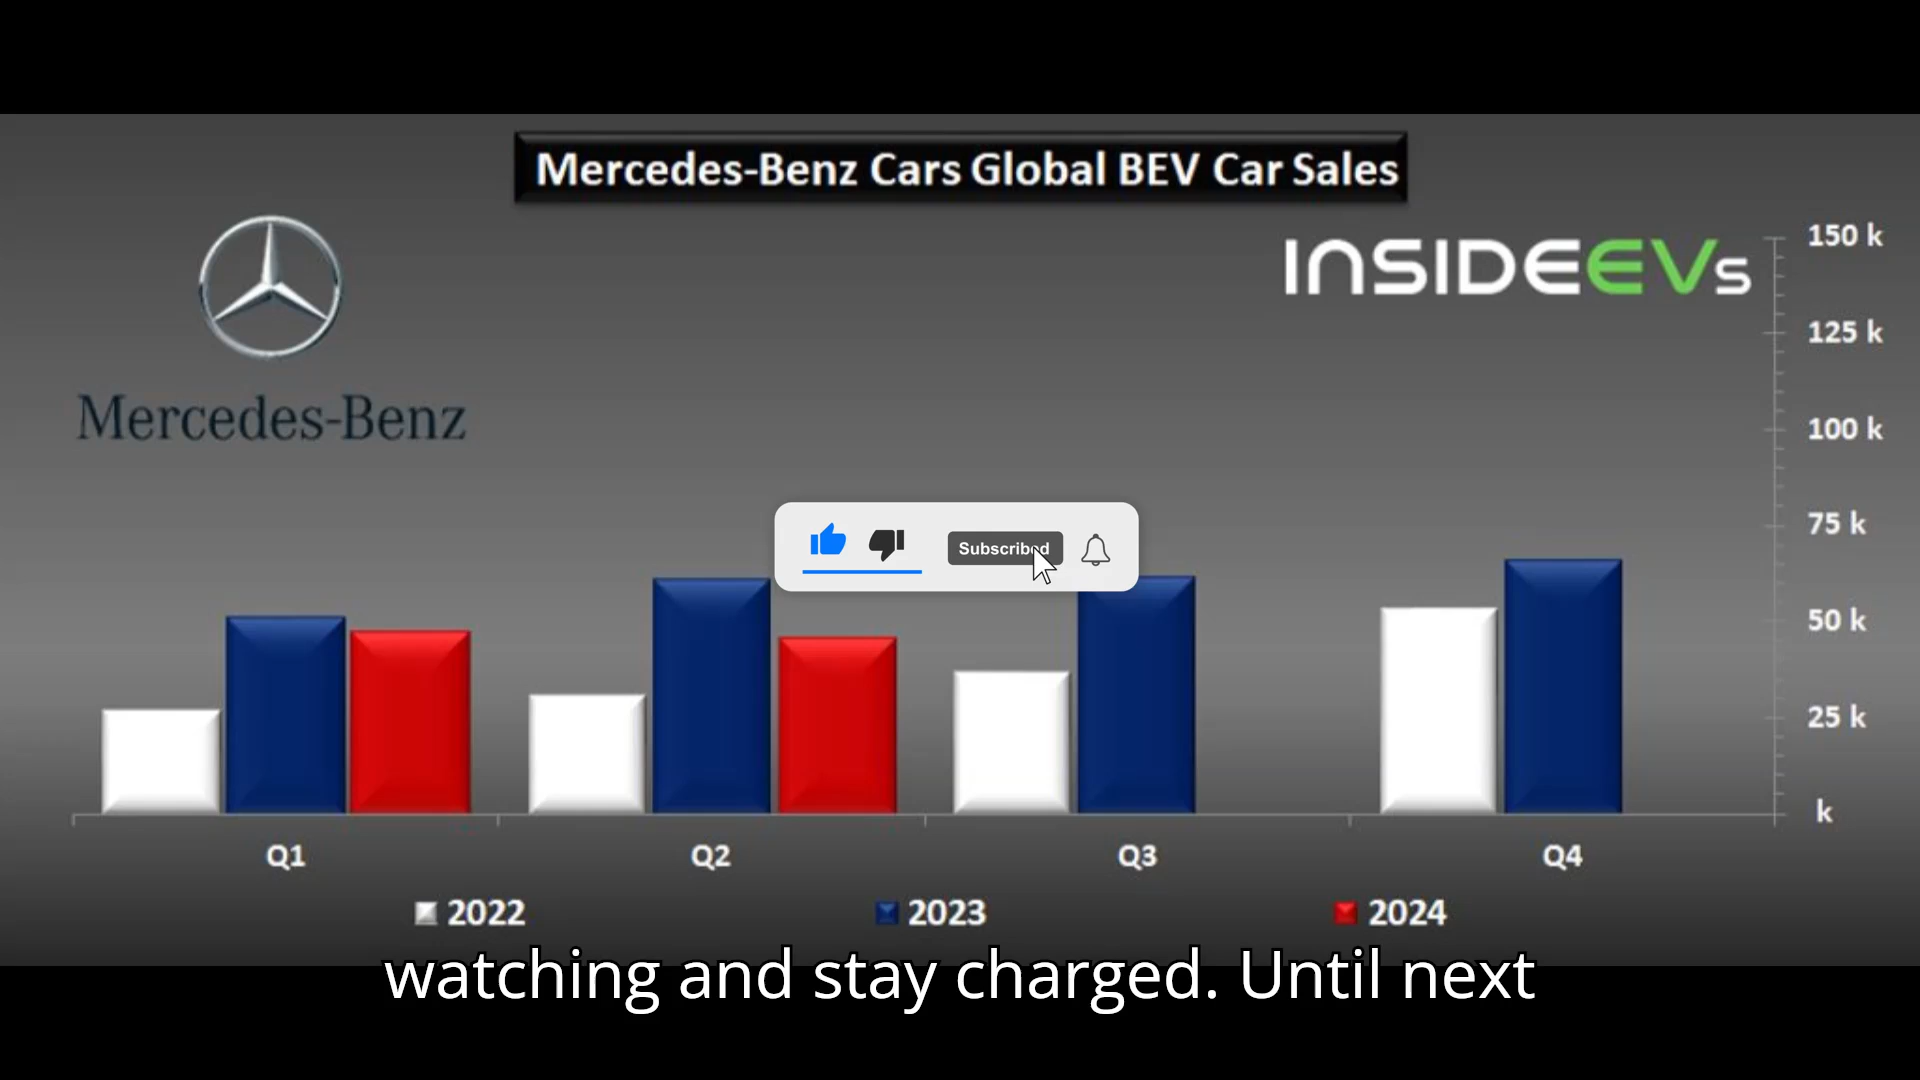 Mercedes-Benz Cars Global BEV Car Sales
INSIDEEVs
Mercedes-Benz
150 k
125 k
100 k
75 k
50 k
25 k
k
Subscribed
Q1 Q2 Q3 Q4
2022 2023 2024
watching and stay charged. Until next